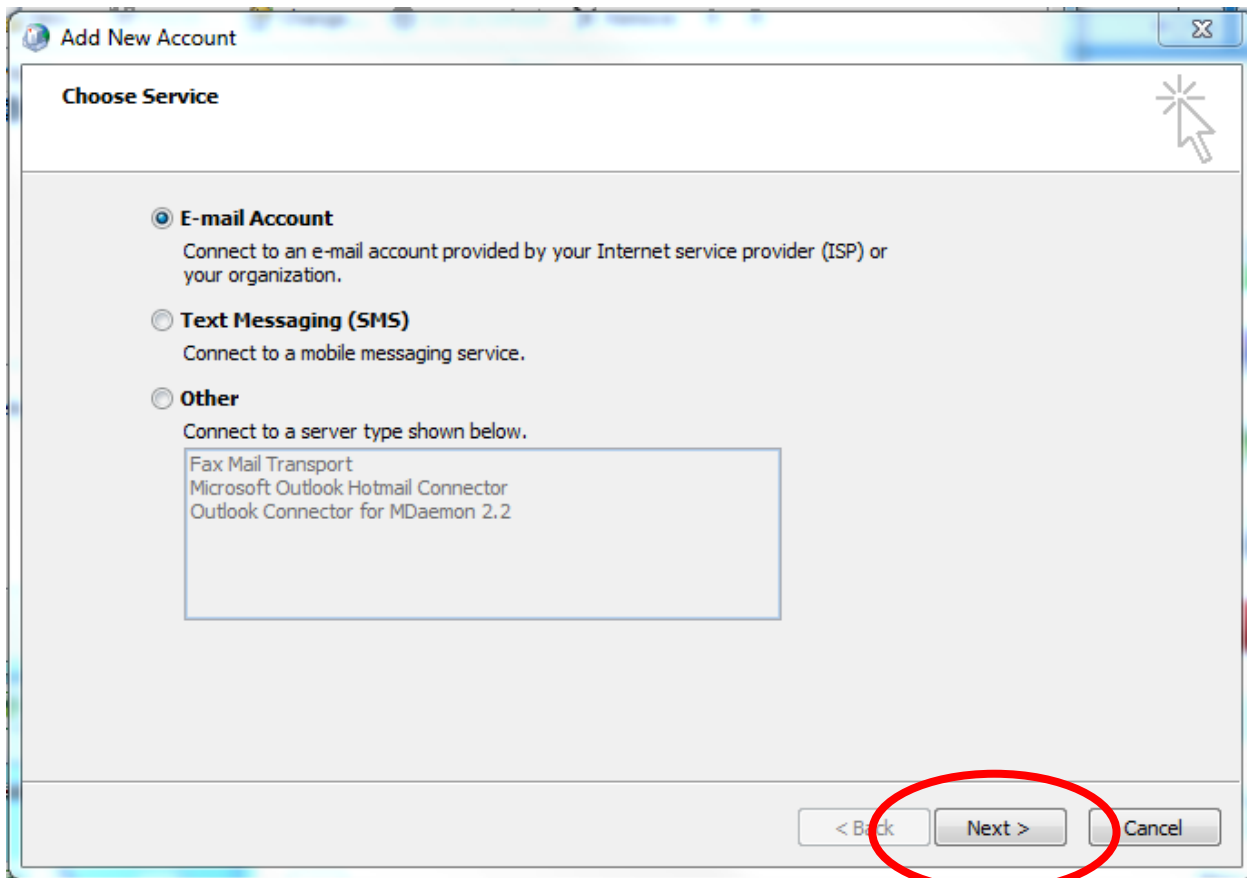 Add New Account
Choose Service
E-mail Account
Connect to an e-mail account provided by your Internet service provider (ISP) or
your organization.
Text Messaging (SMS)
Connect to a mobile messaging service.
Other
Connect to a server type shown below.
Fax Mail Transport
Microsoft Outlook Hotmail Connector
Outlook Connector for MDaemon 2.2
< Back
Next >
Cancel